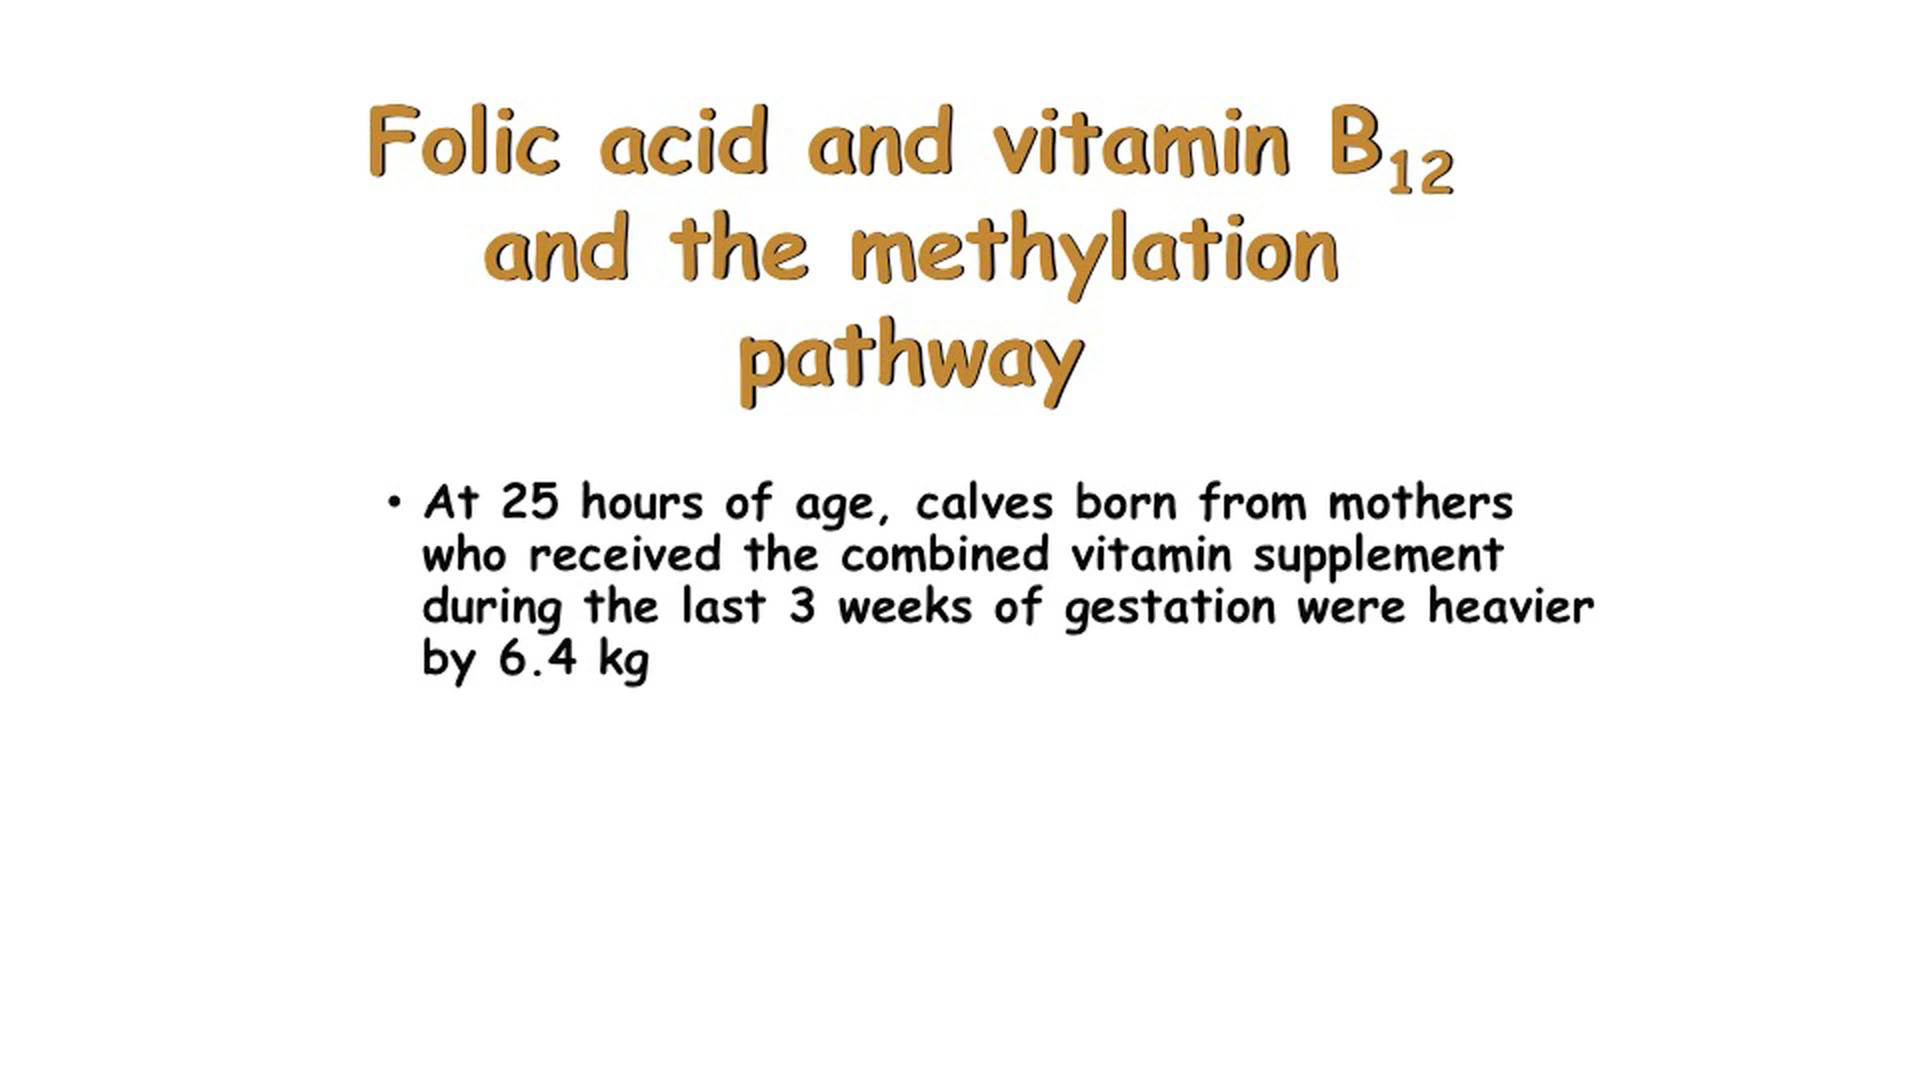 Folic acid and vitamin B₁₂
and the methylation
pathway
• At 25 hours of age, calves born from mothers
who received the combined vitamin supplement
during the last 3 weeks of gestation were heavier
by 6.4 kg